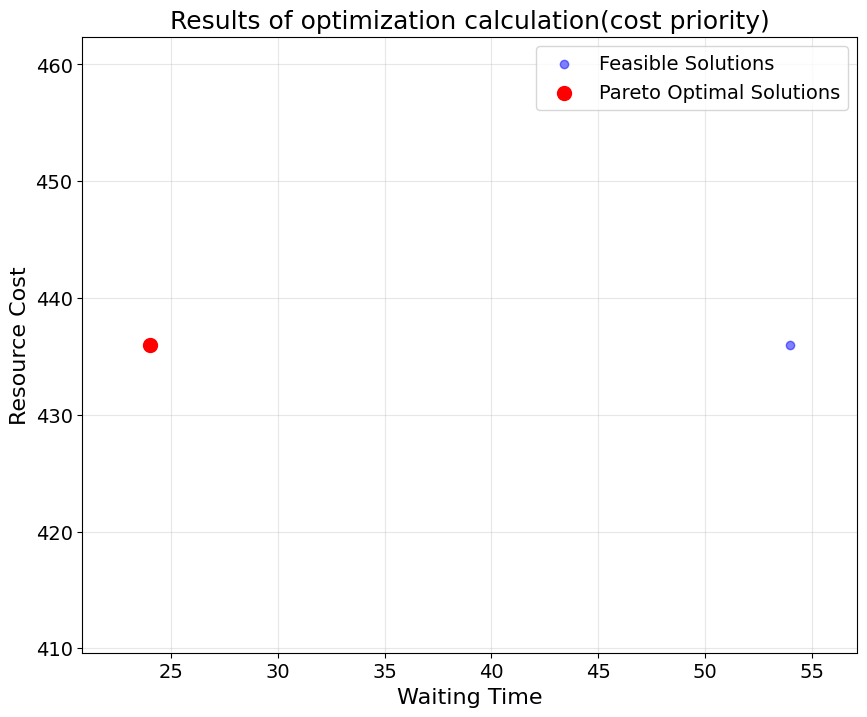 Results of optimization calculation(cost priority)
Feasible Solutions
Pareto Optimal Solutions
460
450
440
430
420
410
Resource Cost
25 30 35 40 45 50 55
Waiting Time